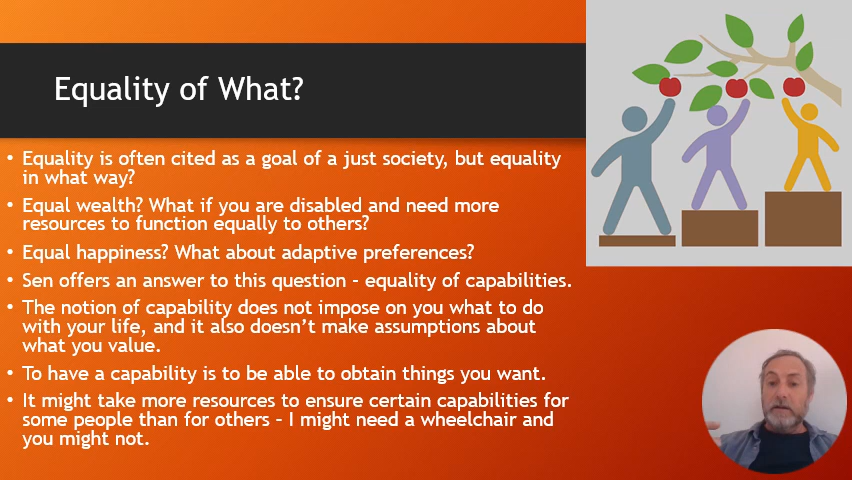 Equality of What?
• Equality is often cited as a goal of a just society, but equality
in what way?
• Equal wealth? What if you are disabled and need more
resources to function equally to others?
• Equal happiness? What about adaptive preferences?
• Sen offers an answer to this question – equality of capabilities.
• The notion of capability does not impose on you what to do
with your life, and it also doesn't make assumptions about
what you value.
• To have a capability is to be able to obtain things you want.
• It might take more resources to ensure certain capabilities for
some people than for others – I might need a wheelchair and
you might not.